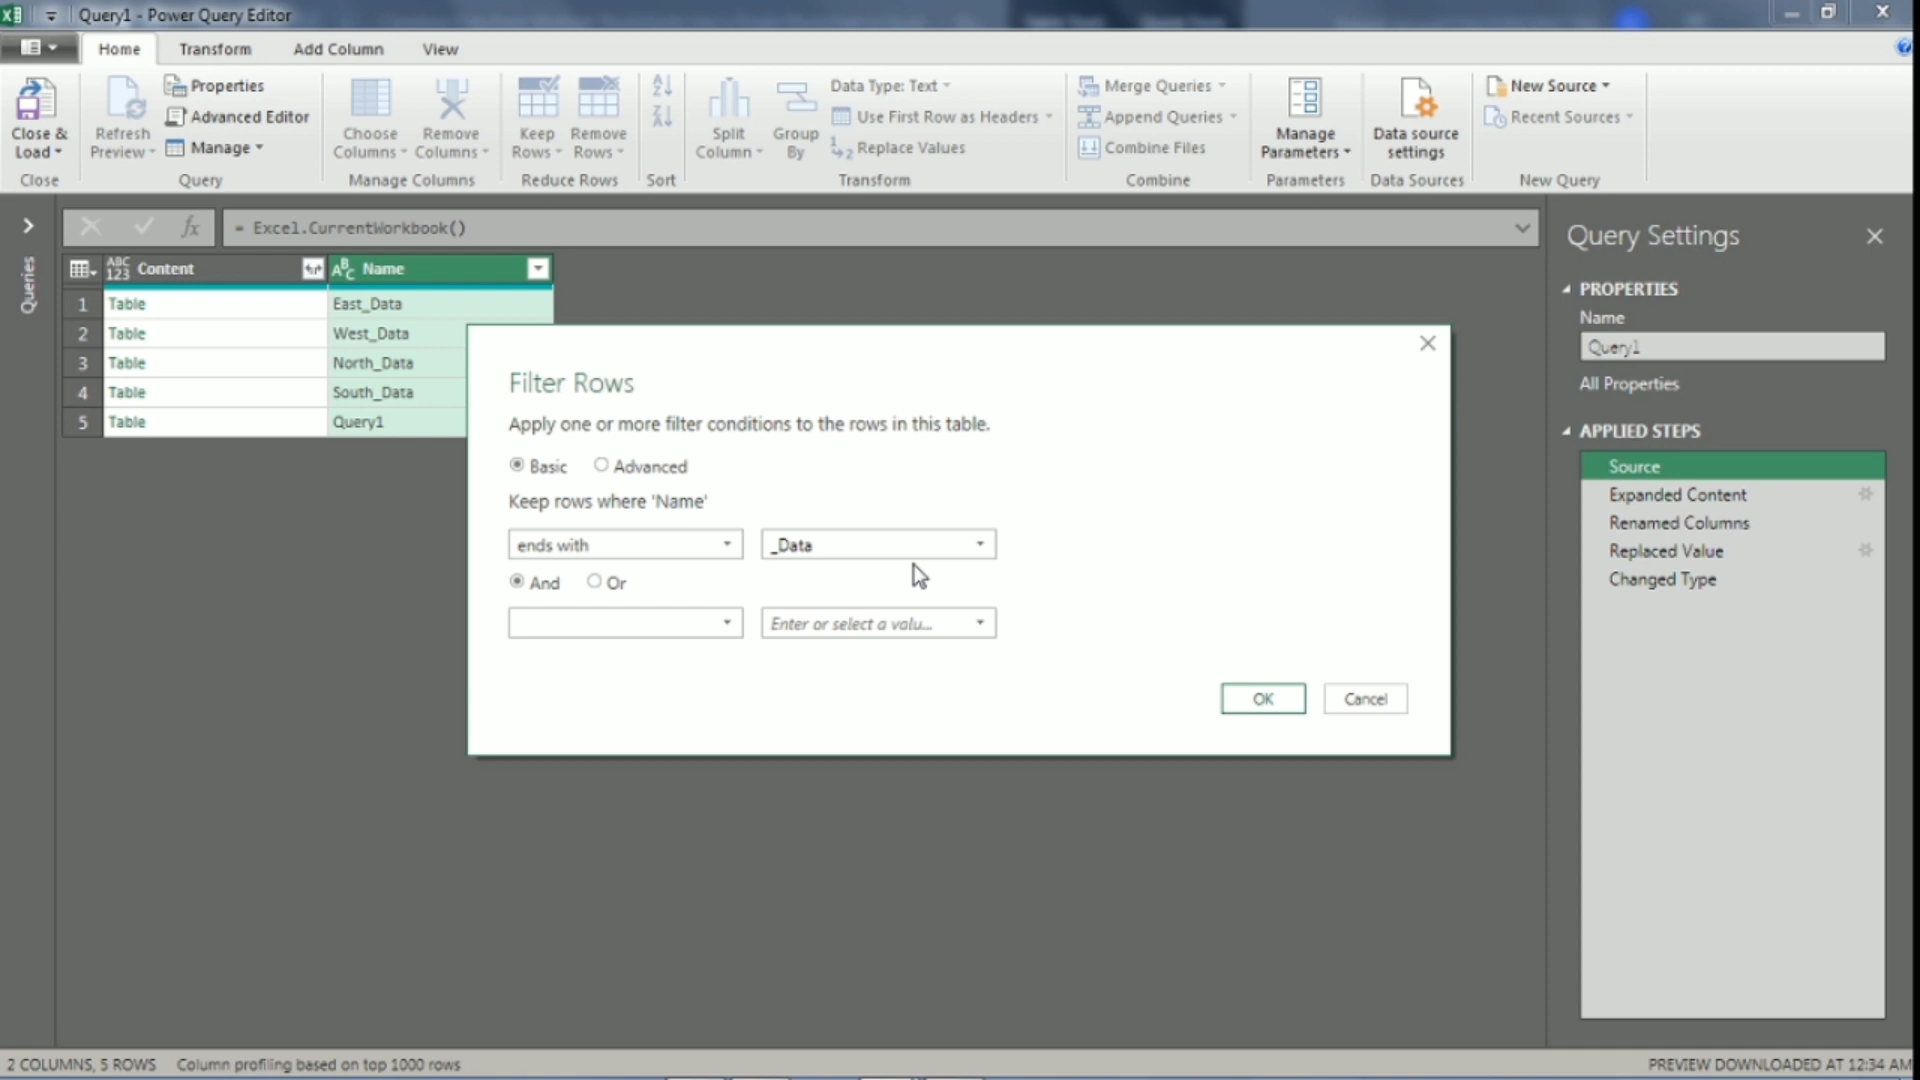 Query1 - Power Query Editor
Home Transform Add Column View
Close & Load
Refresh Preview
Properties
Advanced Editor
Manage
Choose Columns
Remove Columns
Keep Rows
Remove Rows
Split Column
Group By
Data Type: Text
Use First Row as Headers
Replace Values
Merge Queries
Append Queries
Combine Files
Manage Parameters
Data source settings
New Source
Recent Sources
Close Query Manage Columns Reduce Rows Sort Transform Combine Parameters Data Sources New Query
Queries
fx = Excel.CurrentWorkbook()
ABC 123 Content ABC Name
1 Table East_Data
2 Table West_Data
3 Table North_Data
4 Table South_Data
5 Table Query1
Filter Rows
Apply one or more filter conditions to the rows in this table.
Basic Advanced
Keep rows where 'Name'
ends with _Data
And Or
Enter or select a valu...
OK Cancel
Query Settings
PROPERTIES
Name
Query1
All Properties
APPLIED STEPS
Source
Expanded Content
Renamed Columns
Replaced Value
Changed Type
2 COLUMNS, 5 ROWS Column profiling based on top 1000 rows PREVIEW DOWNLOADED AT 12:34 AM